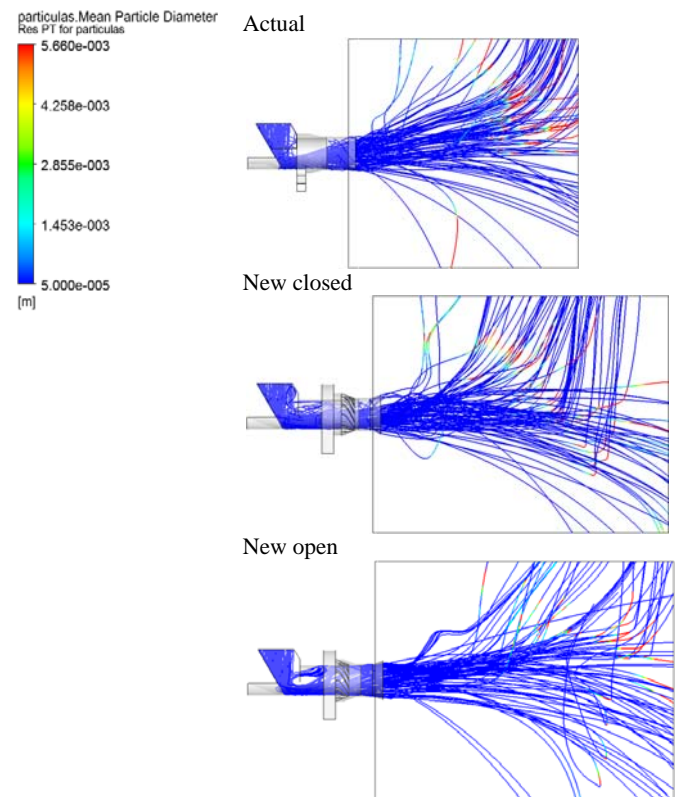 particulas.Mean Particle Diameter
Res PT for particulas
5.660e-003
4.258e-003
2.855e-003
1.453e-003
5.000e-005
[m]
Actual
New closed
New open